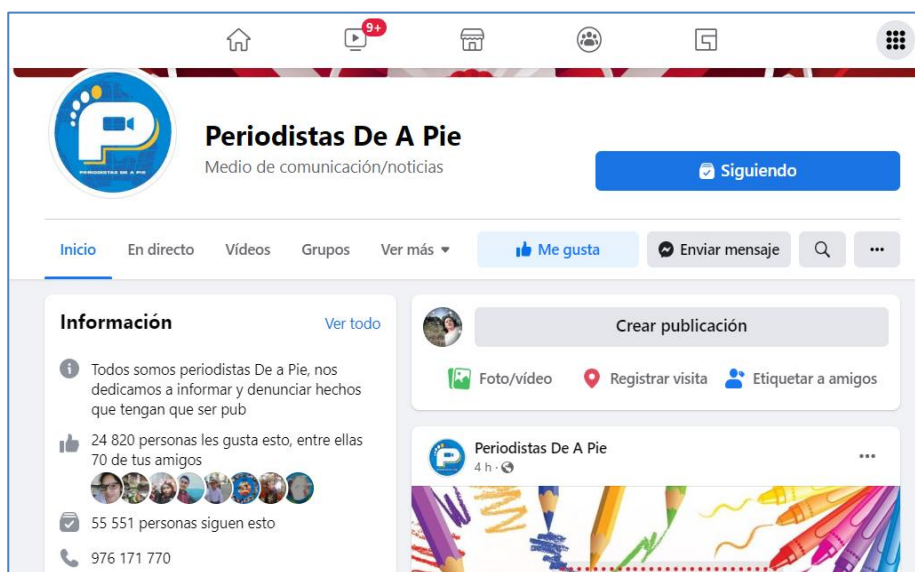 9+
PERIODISTAS DE A PIE
Periodistas De A Pie
Medio de comunicación/noticias
Siguiendo
Inicio
En directo
Vídeos
Grupos
Ver más
Me gusta
Enviar mensaje
Información
Ver todo
Todos somos periodistas De a Pie, nos
dedicamos a informar y denunciar hechos
que tengan que ser pub
24 820 personas les gusta esto, entre ellas
70 de tus amigos
55 551 personas siguen esto
976 171 770
Crear publicación
Foto/vídeo
Registrar visita
Etiquetar a amigos
Periodistas De A Pie
4 h ·